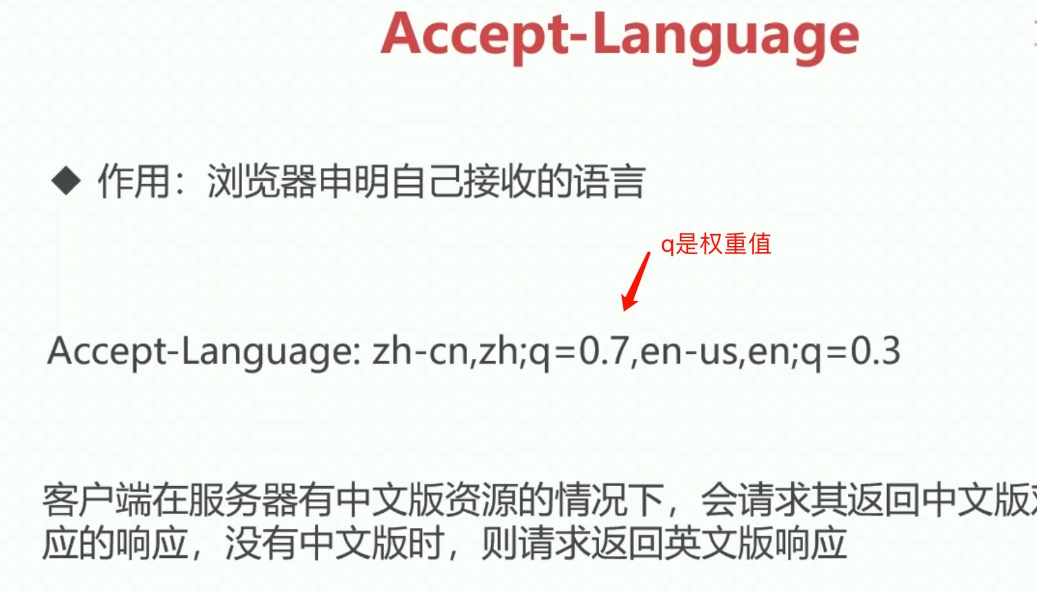 Accept-Language
◆ 作用：浏览器申明自己接收的语言
q是权重值
Accept-Language: zh-cn,zh;q=0.7,en-us,en;q=0.3
客户端在服务器有中文版资源的情况下，会请求其返回中文版
应的响应，没有中文版时，则请求返回英文版响应